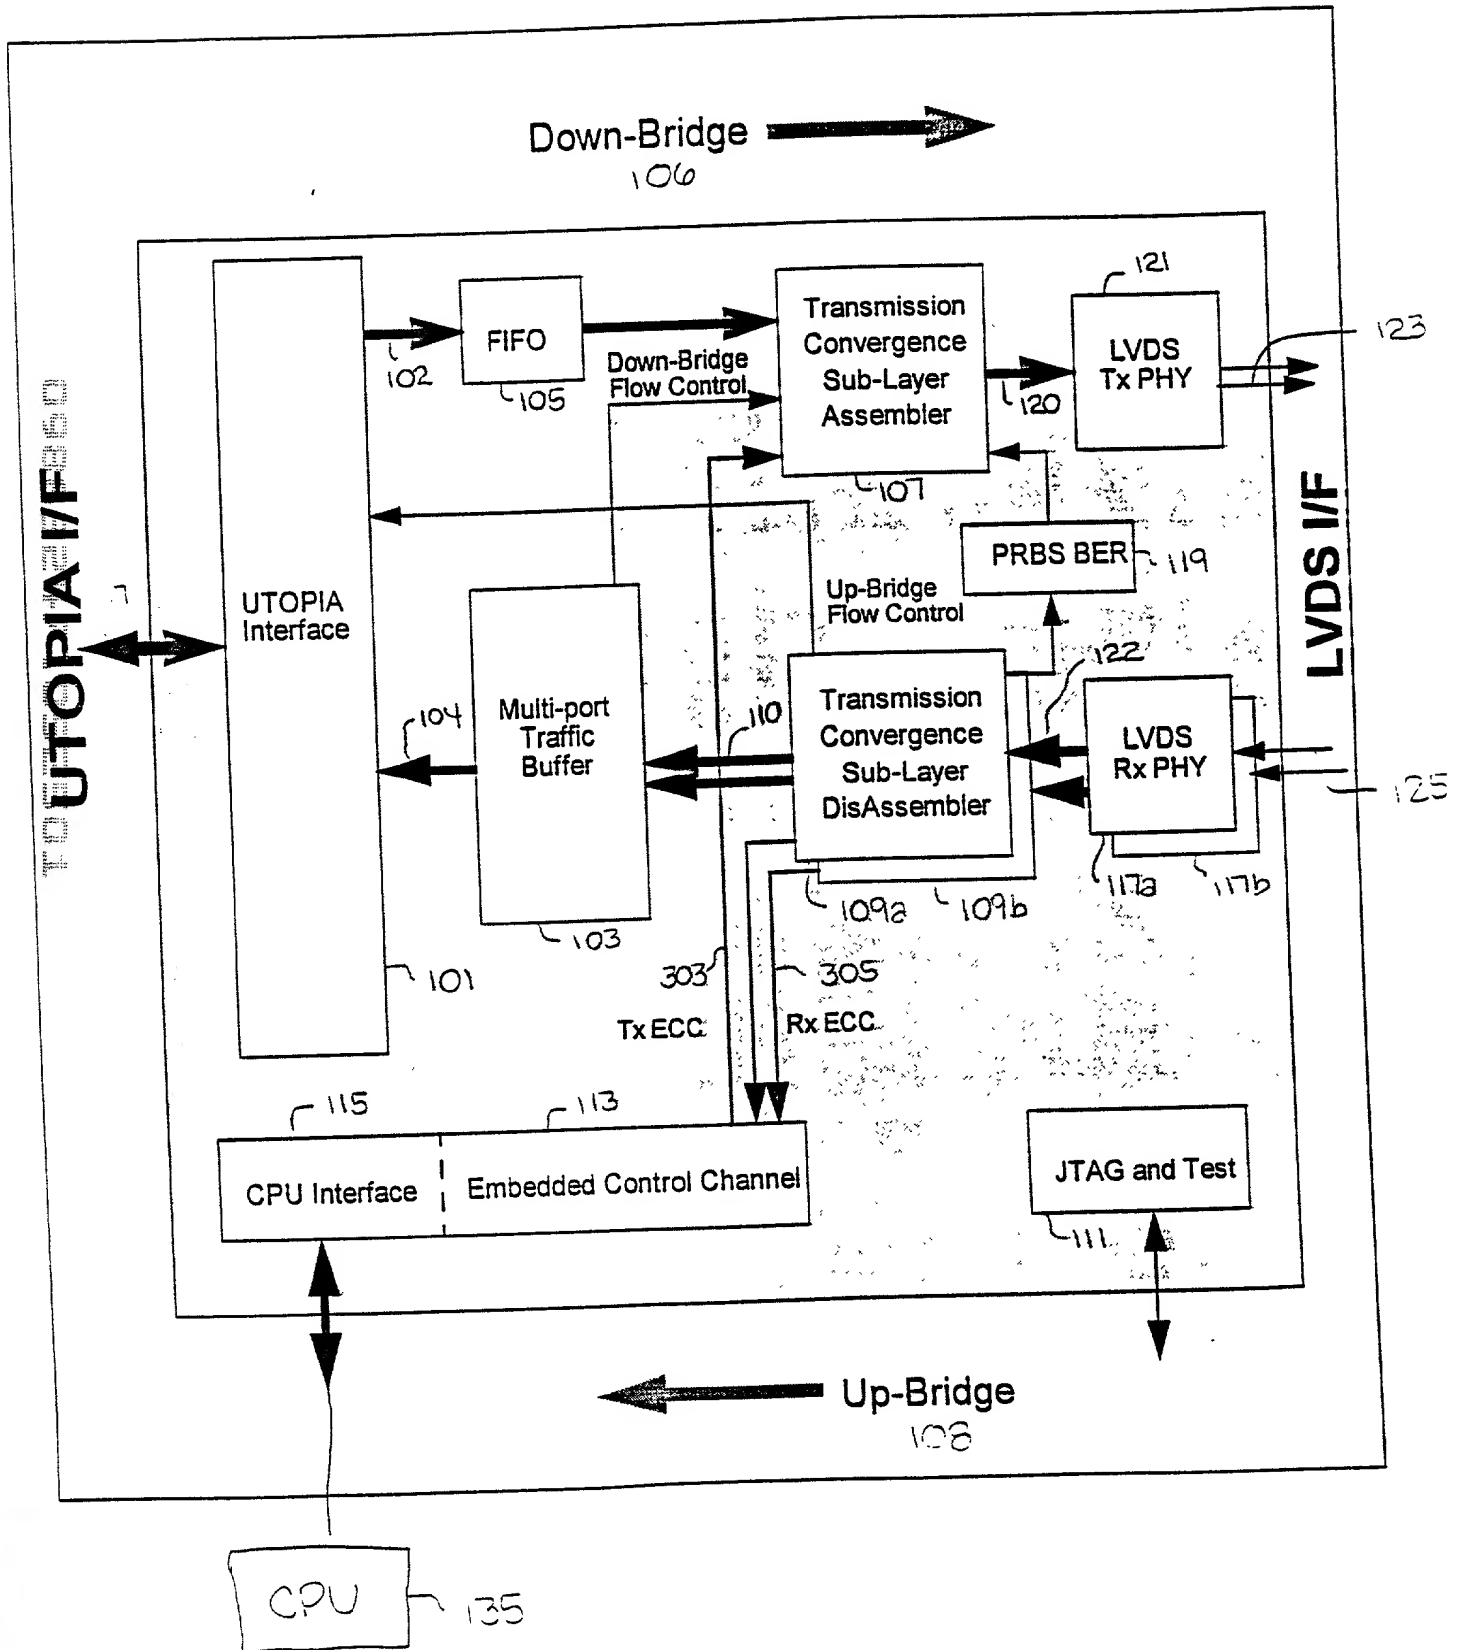 Down-Bridge
106
UTOPIA I/F
LVDS I/F
UTOPIA
Interface
101
102
FIFO
105
Down-Bridge
Flow Control
Transmission
Convergence
Sub-Layer
Assembler
107
120
121
LVDS
Tx PHY
123
PRBS BER
119
Up-Bridge
Flow Control
104
Multi-port
Traffic
Buffer
103
110
Transmission
Convergence
Sub-Layer
DisAssembler
109a
109b
122
LVDS
Rx PHY
117a
117b
125
303
305
Tx ECC
Rx ECC
115
113
CPU Interface
Embedded Control Channel
JTAG and Test
111
Up-Bridge
108
CPU
135